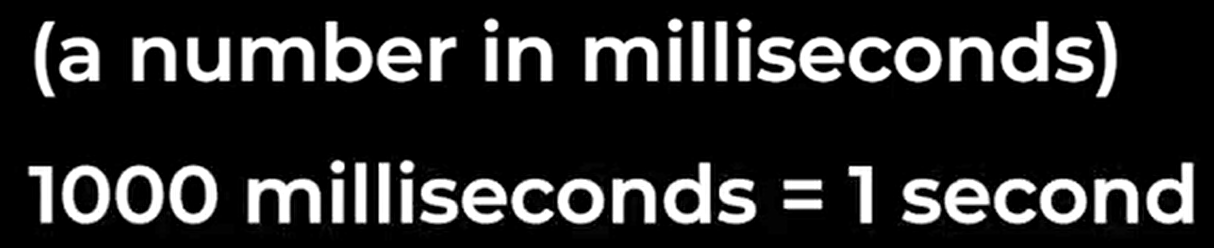 (a number in milliseconds)
1000 milliseconds = 1 second